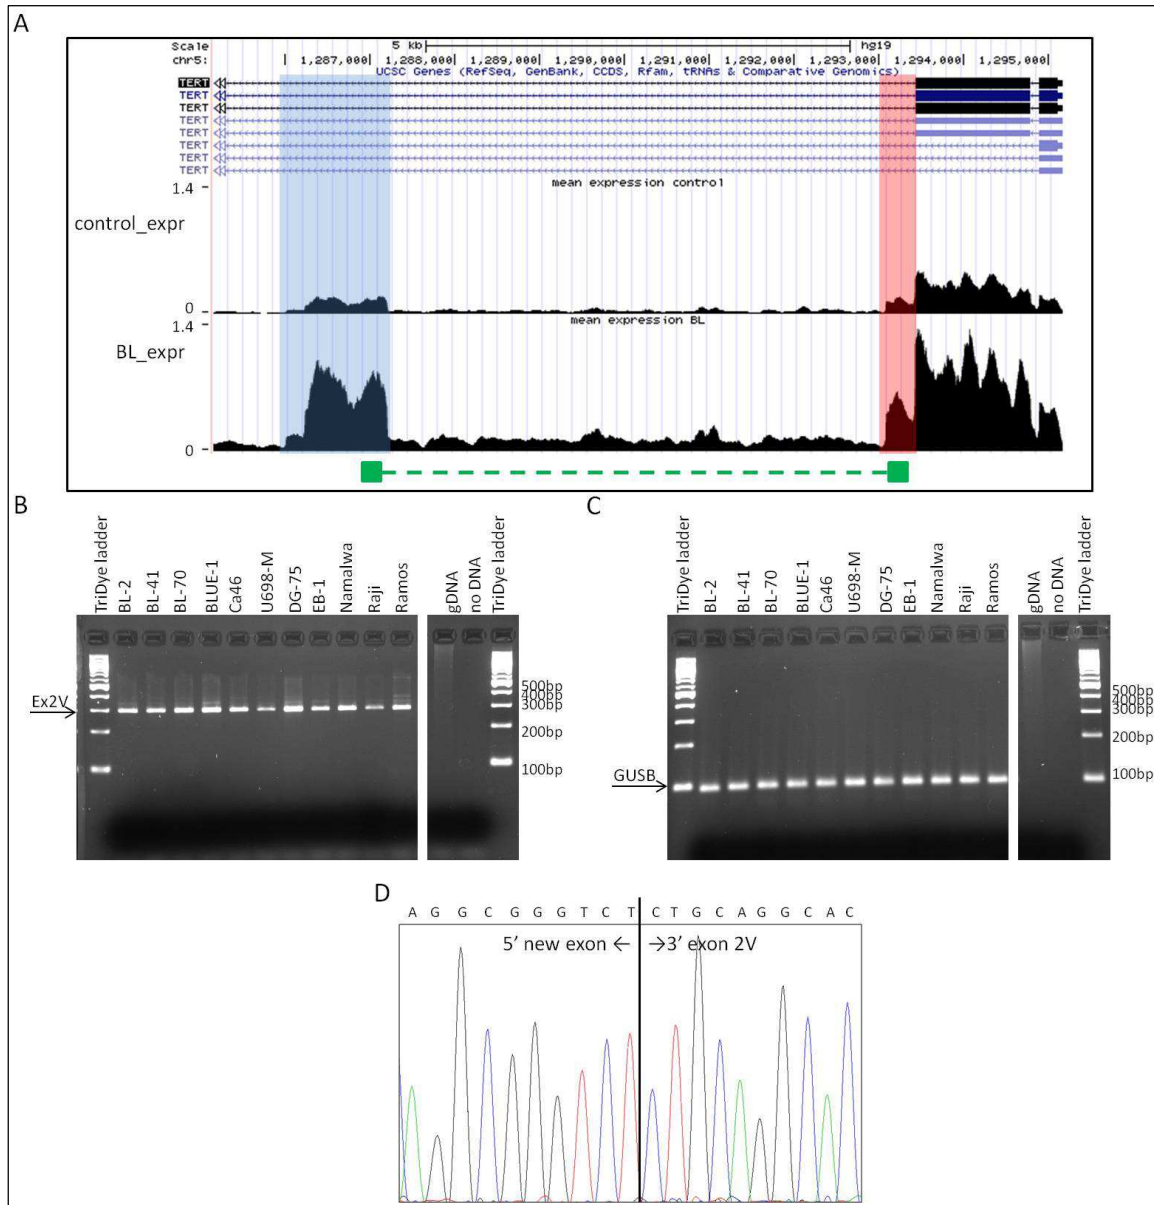 A
Scale 5 kb hg19
chr5: 1,287,000 1,288,000 1,289,000 1,290,000 1,291,000 1,292,000 1,293,000 1,294,000 1,295,000
UCSC Genes (RefSeq, GenBank, CCDS, Rfam, tRNAs & Comparative Genomics)
TERT
TERT
TERT
TERT
TERT
TERT
TERT
TERT
mean expression control
1.4
control_expr
0
mean expression BL
1.4
BL_expr
0
B
TriDye ladder
BL-2
BL-41
BL-70
BLUE-1
Ca46
U698-M
DG-75
EB-1
Namalwa
Raji
Ramos
gDNA
no DNA
TriDye ladder
Ex2V
500bp
400bp
300bp
200bp
100bp
C
TriDye ladder
BL-2
BL-41
BL-70
BLUE-1
Ca46
U698-M
DG-75
EB-1
Namalwa
Raji
Ramos
gDNA
no DNA
TriDye ladder
GUSB
500bp
400bp
300bp
200bp
100bp
D
A G G C G G G T C T C T G C A G G C A C
5’ new exon ← →3’ exon 2V